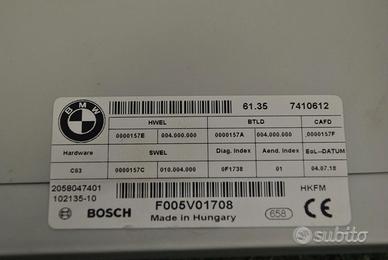 BMW
61.35 7410612
HWEL BTLD CAFD
0000157B 004.000.000 0000157A 004.000.000 0000157F
Hardware SWEL Diag. Index Aend. Index EoL-DATUM
C03 0000157C 010.004.000 0F1738 01 04.07.18
2058047401 HKFM
102135-10
BOSCH F005V01708 658 CE
Made in Hungary
subito